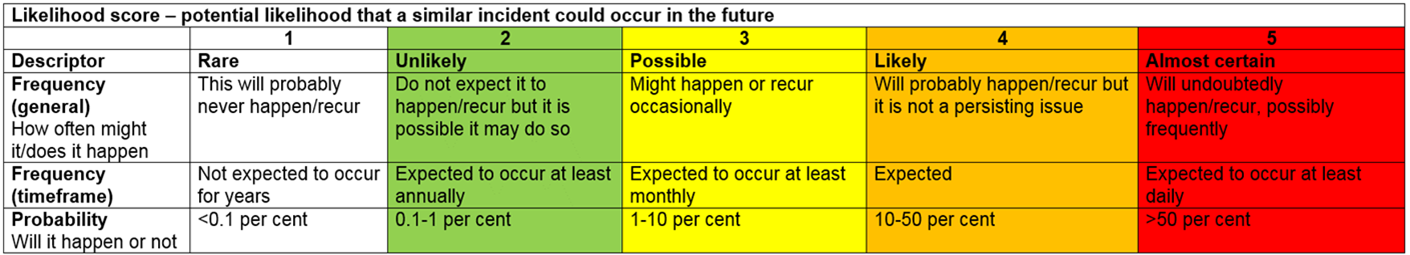 Likelihood score – potential likelihood that a similar incident could occur in the future
1 2 3 4 5
Descriptor Rare Unlikely Possible Likely Almost certain
Frequency (general) How often might it/does it happen
This will probably never happen/recur
Do not expect it to happen/recur but it is possible it may do so
Might happen or recur occasionally
Will probably happen/recur but it is not a persisting issue
Will undoubtedly happen/recur, possibly frequently
Frequency (timeframe)
Not expected to occur for years
Expected to occur at least annually
Expected to occur at least monthly
Expected
Expected to occur at least daily
Probability Will it happen or not
<0.1 per cent
0.1-1 per cent
1-10 per cent
10-50 per cent
>50 per cent